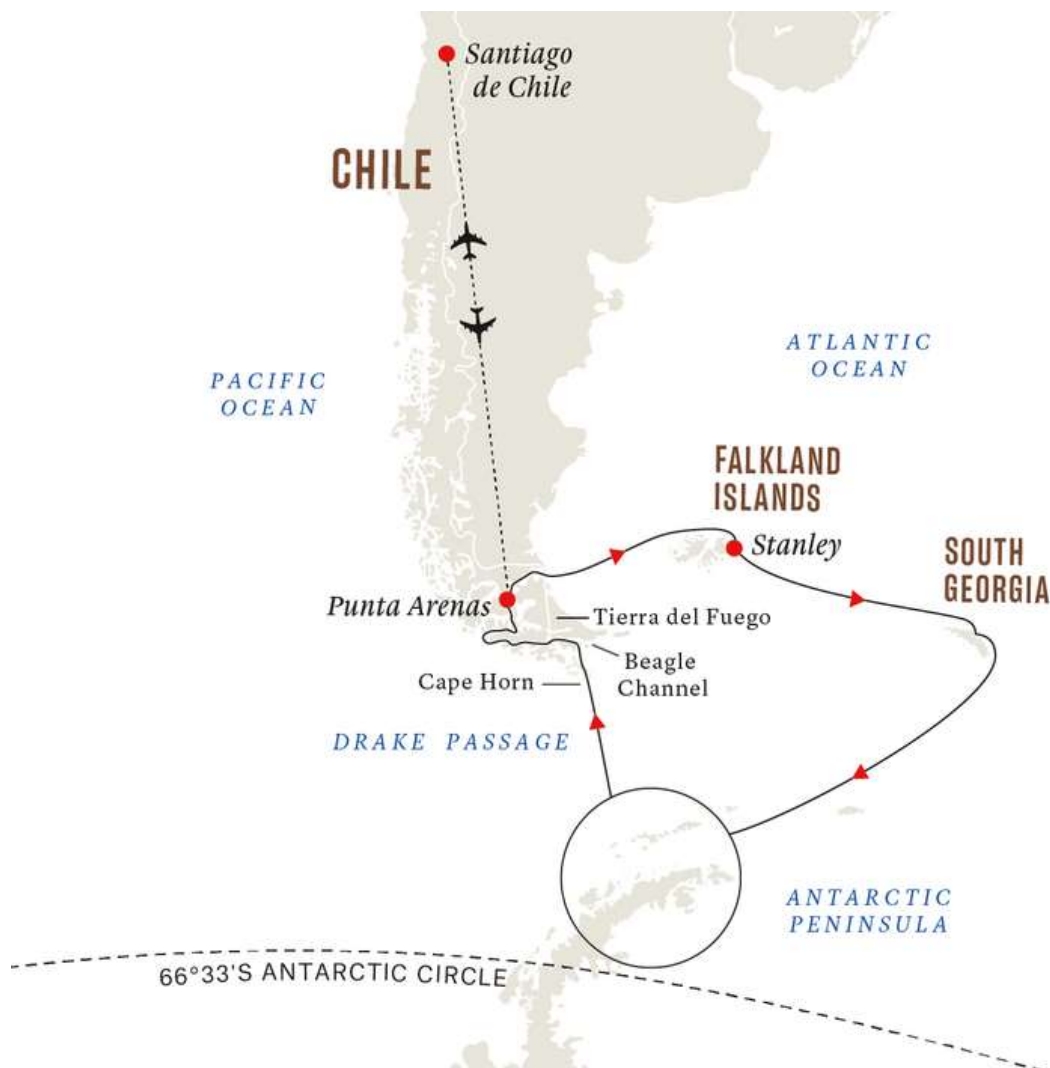 Santiago
de Chile
CHILE
ATLANTIC
OCEAN
PACIFIC
OCEAN
FALKLAND
ISLANDS
Stanley
SOUTH
GEORGIA
Punta Arenas
Tierra del Fuego
Beagle
Channel
Cape Horn
DRAKE PASSAGE
ANTARCTIC
PENINSULA
66°33'S ANTARCTIC CIRCLE